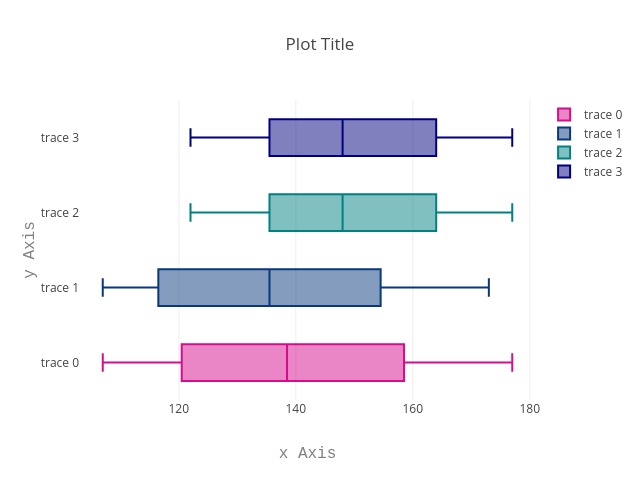 Plot Title
trace 3
trace 2
trace 1
trace 0
y Axis
120 140 160 180
x Axis
trace 0
trace 1
trace 2
trace 3